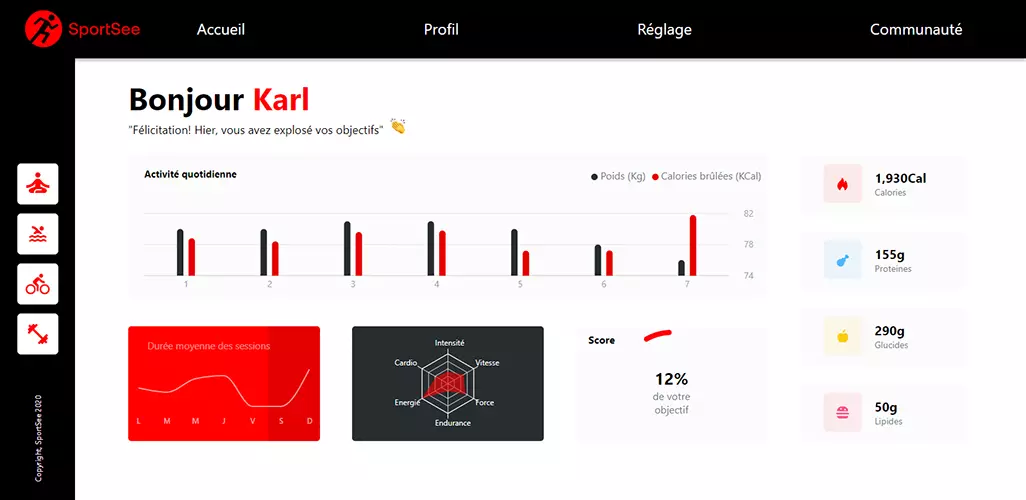 SportSee
Accueil
Profil
Réglage
Communauté
Bonjour Karl
"Félicitation! Hier, vous avez explosé vos objectifs"
Activité quotidienne
Poids (Kg)
Calories brûlées (KCal)
82
78
74
1 2 3 4 5 6 7
1,930Cal
Calories
155g
Proteines
290g
Glucides
50g
Lipides
Durée moyenne des sessions
L M M J V S D
Intensité
Vitesse
Force
Endurance
Energie
Cardio
Score
12%
de votre
objectif
Copyright, SportSee 2020